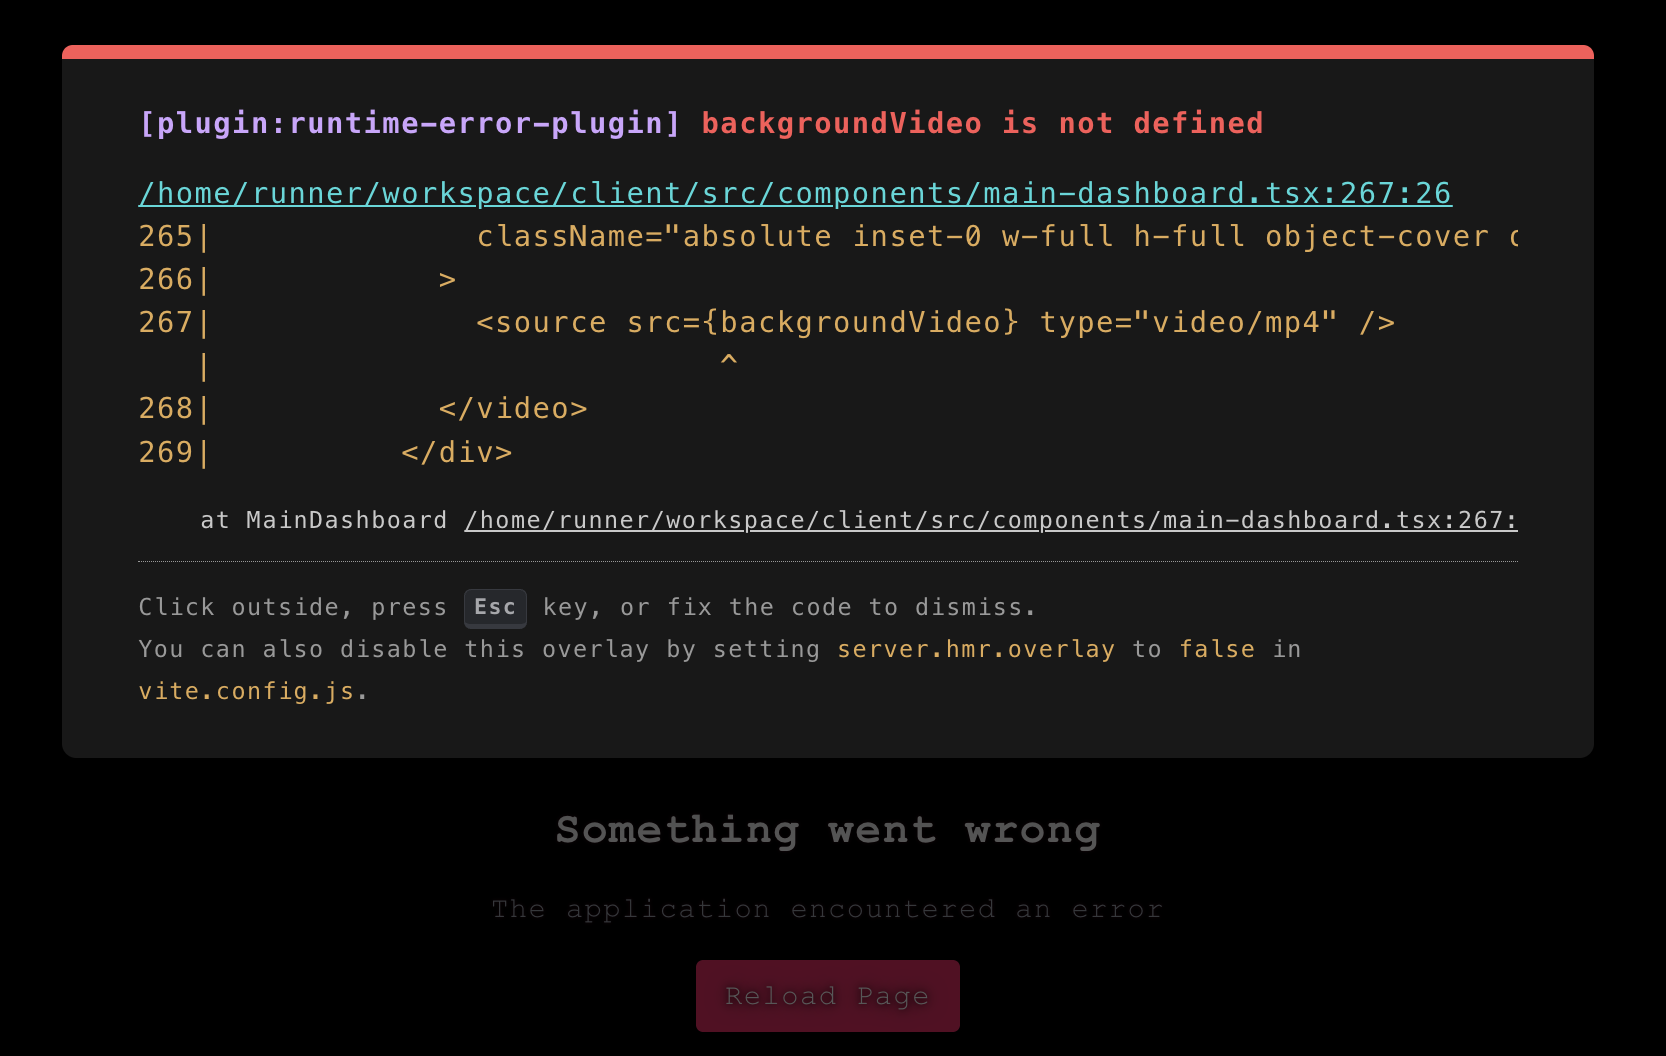 [plugin:runtime-error-plugin] backgroundVideo is not defined
/home/runner/workspace/client/src/components/main-dashboard.tsx:267:26
265|              className="absolute inset-0 w-full h-full object-cover
266|            >
267|              <source src={backgroundVideo} type="video/mp4" />
   |                           ^
268|            </video>
269|          </div>
at MainDashboard /home/runner/workspace/client/src/components/main-dashboard.tsx:267:
Click outside, press Esc key, or fix the code to dismiss.
You can also disable this overlay by setting server.hmr.overlay to false in
vite.config.js.
Something went wrong
The application encountered an error
Reload Page